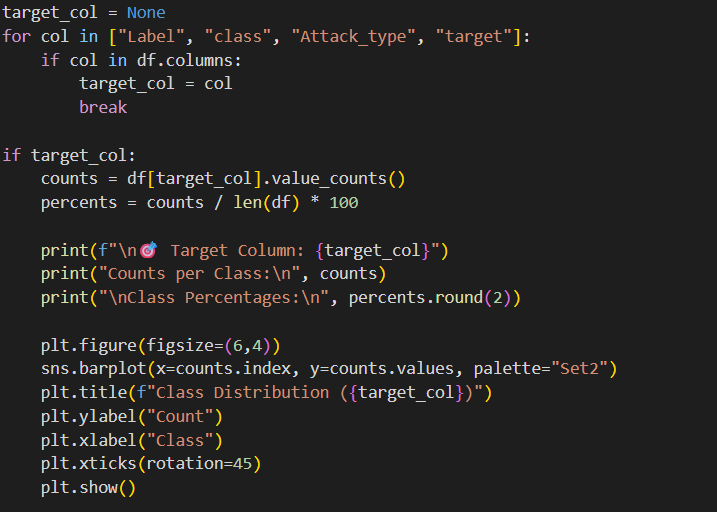 target_col = None
for col in ["Label", "class", "Attack_type", "target"]:
    if col in df.columns:
        target_col = col
        break

if target_col:
    counts = df[target_col].value_counts()
    percents = counts / len(df) * 100

    print(f"\n🎯 Target Column: {target_col}")
    print("Counts per Class:\n", counts)
    print("\nClass Percentages:\n", percents.round(2))

    plt.figure(figsize=(6,4))
    sns.barplot(x=counts.index, y=counts.values, palette="Set2")
    plt.title(f"Class Distribution ({target_col})")
    plt.ylabel("Count")
    plt.xlabel("Class")
    plt.xticks(rotation=45)
    plt.show()